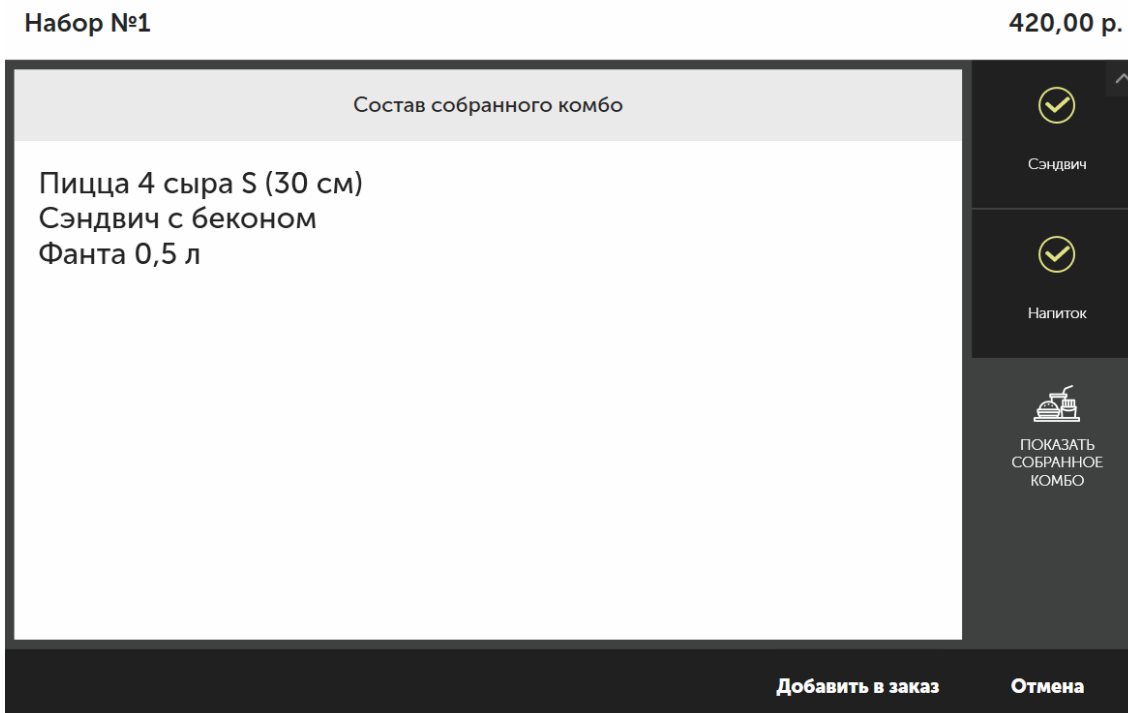 Набор №1
420,00 р.
Состав собранного комбо
Пицца 4 сыра S (30 см)
Сэндвич с беконом
Фанта 0,5 л
Сэндвич
Напиток
ПОКАЗАТЬ
СОБРАННОЕ
КОМБО
Добавить в заказ
Отмена